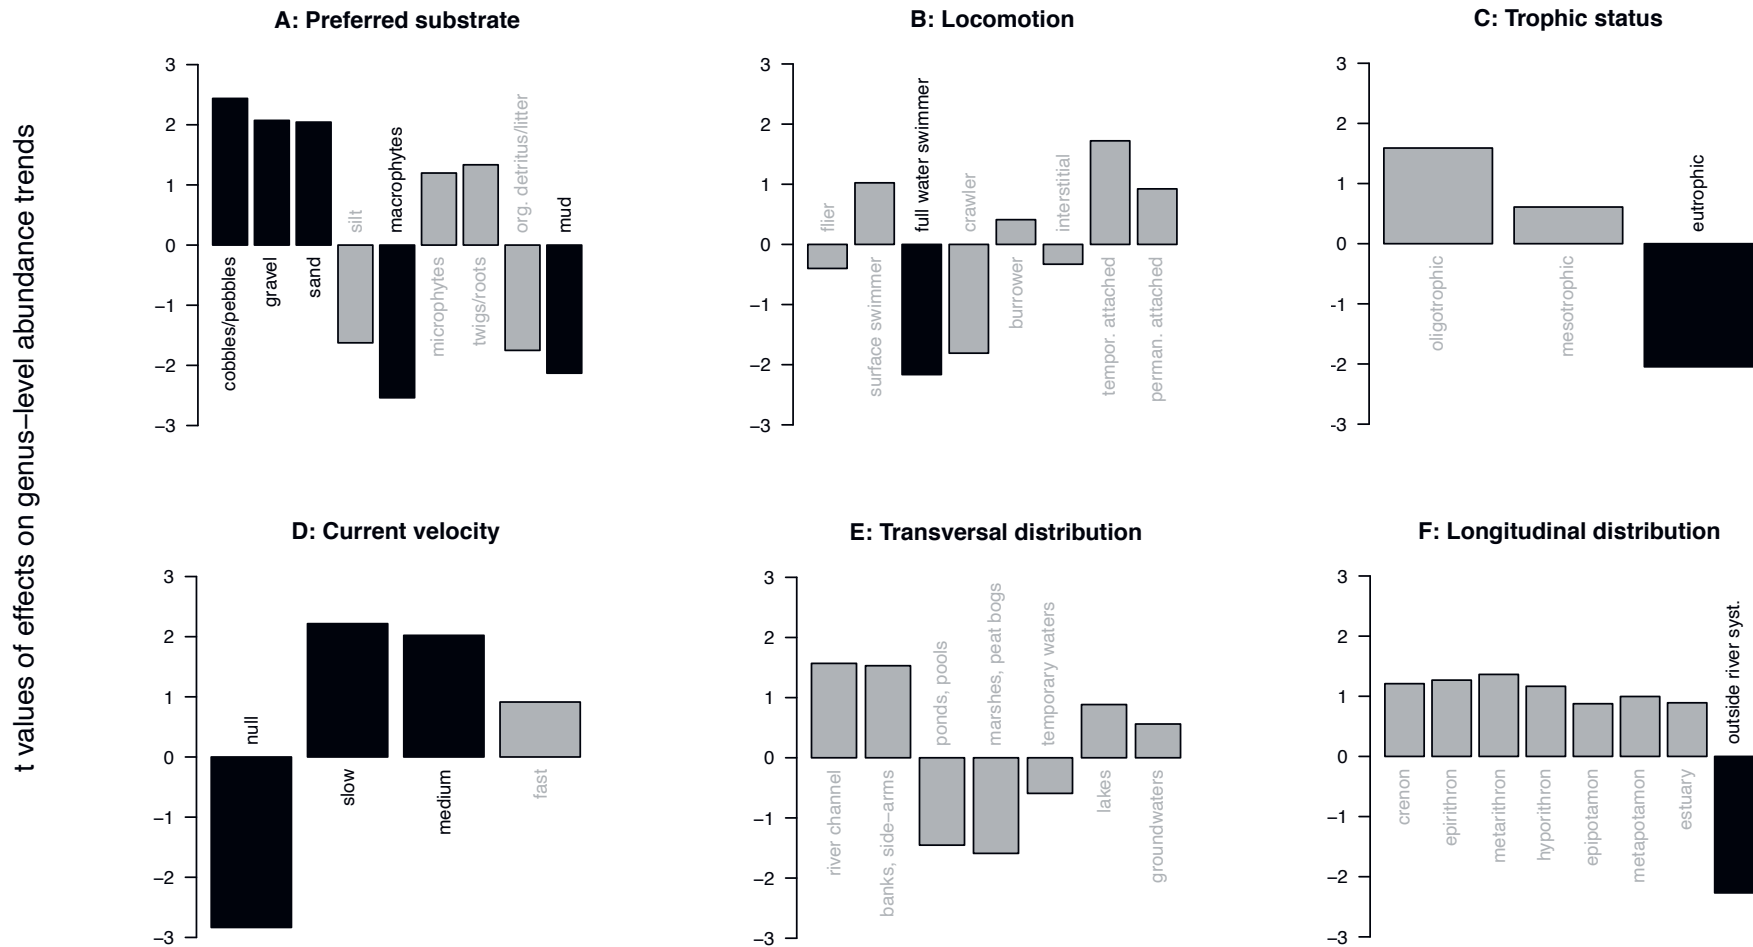 t values of effects on genus–level abundance trends
A: Preferred substrate
3
2
1
0
−1
−2
−3
cobbles/pebbles
gravel
sand
silt
macrophytes
microphytes
twigs/roots
org. detritus/litter
mud
B: Locomotion
3
2
1
0
−1
−2
−3
flier
surface swimmer
full water swimmer
crawler
burrower
interstitial
tempor. attached
perman. attached
C: Trophic status
3
2
1
0
-1
-2
-3
oligotrophic
mesotrophic
eutrophic
D: Current velocity
3
2
1
0
−1
−2
−3
null
slow
medium
fast
E: Transversal distribution
3
2
1
0
−1
−2
−3
river channel
banks, side−arms
ponds, pools
marshes, peat bogs
temporary waters
lakes
groundwaters
F: Longitudinal distribution
3
2
1
0
−1
−2
−3
crenon
epirithron
metarithron
hyporithron
epipotamon
metapotamon
estuary
outside river syst.